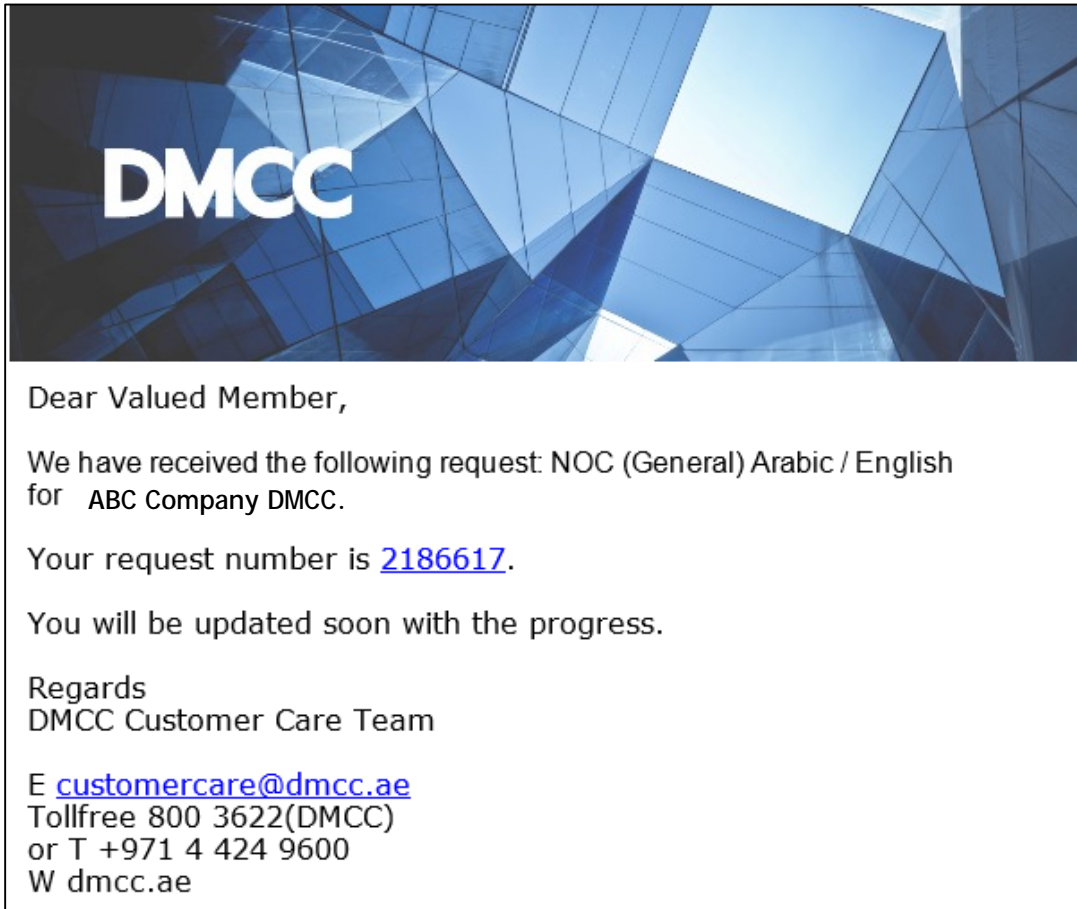 DMCC
Dear Valued Member,
We have received the following request: NOC (General) Arabic / English
for ABC Company DMCC.
Your request number is 2186617.
You will be updated soon with the progress.
Regards
DMCC Customer Care Team
E customercare@dmcc.ae
Tollfree 800 3622(DMCC)
or T +971 4 424 9600
W dmcc.ae